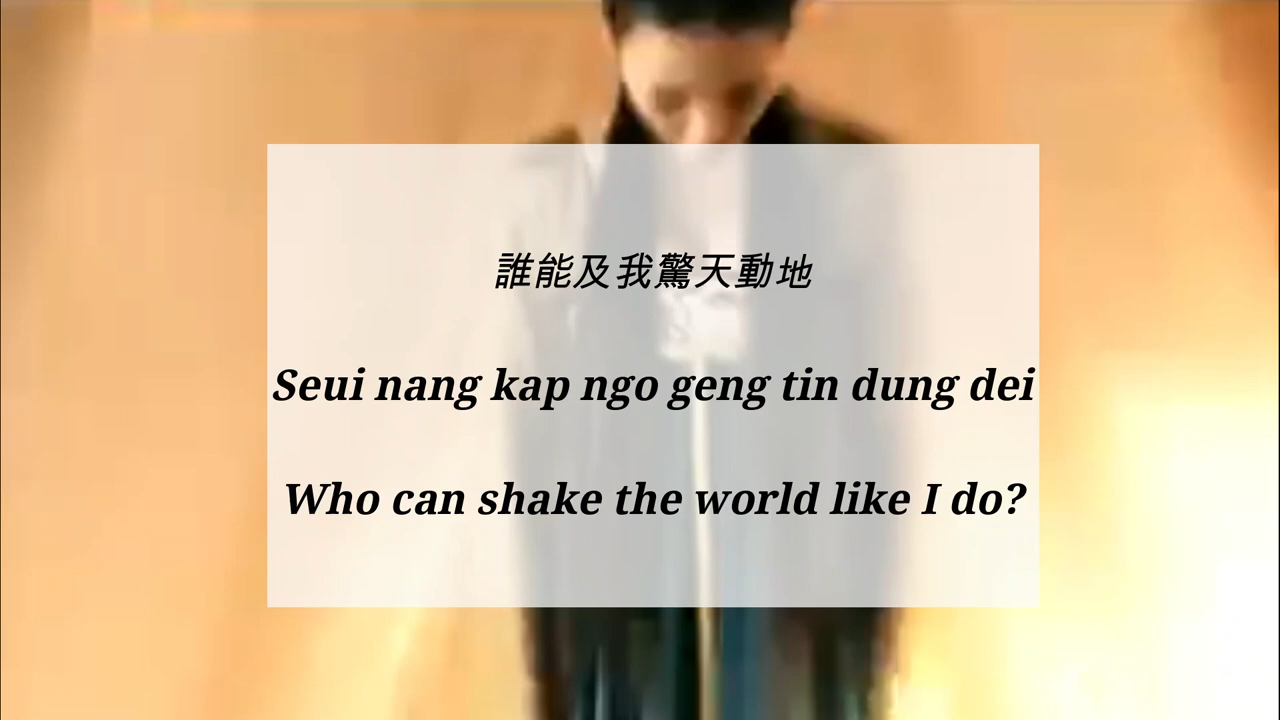 誰能及我驚天動地
Seui nang kap ngo geng tin dung dei
Who can shake the world like I do?